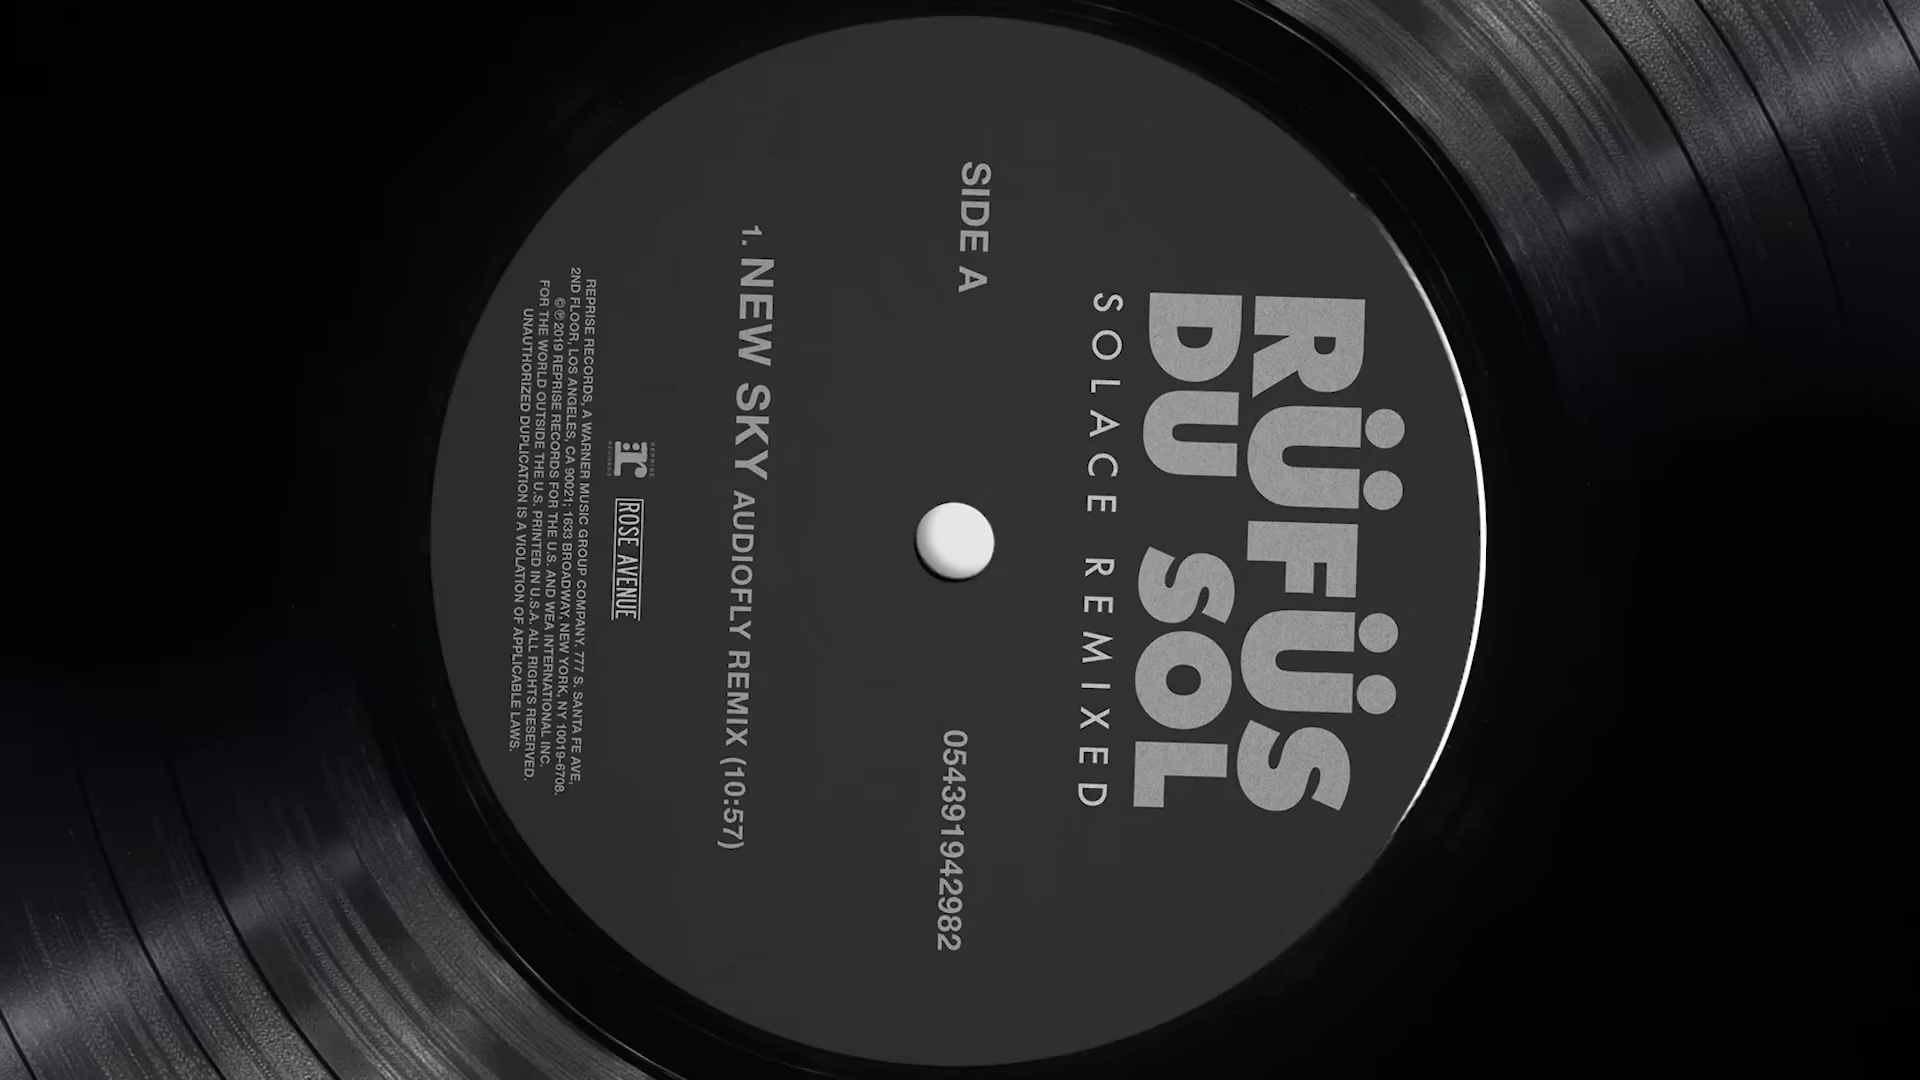 RÜFÜS
DU SOL
SOLACE REMIXED
SIDE A
054391942982
1. NEW SKY AUDIOFLY REMIX (10:57)
REPRISE
RECORDS
ROSE AVENUE
REPRISE RECORDS, A WARNER MUSIC GROUP COMPANY. 777 S. SANTA FE AVE,
2ND FLOOR, LOS ANGELES, CA 90021; 1633 BROADWAY, NEW YORK, NY 10019-6708.
© ℗ 2019 REPRISE RECORDS FOR THE U.S. AND WEA INTERNATIONAL INC.
FOR THE WORLD OUTSIDE THE U.S. PRINTED IN U.S.A. ALL RIGHTS RESERVED.
UNAUTHORIZED DUPLICATION IS A VIOLATION OF APPLICABLE LAWS.